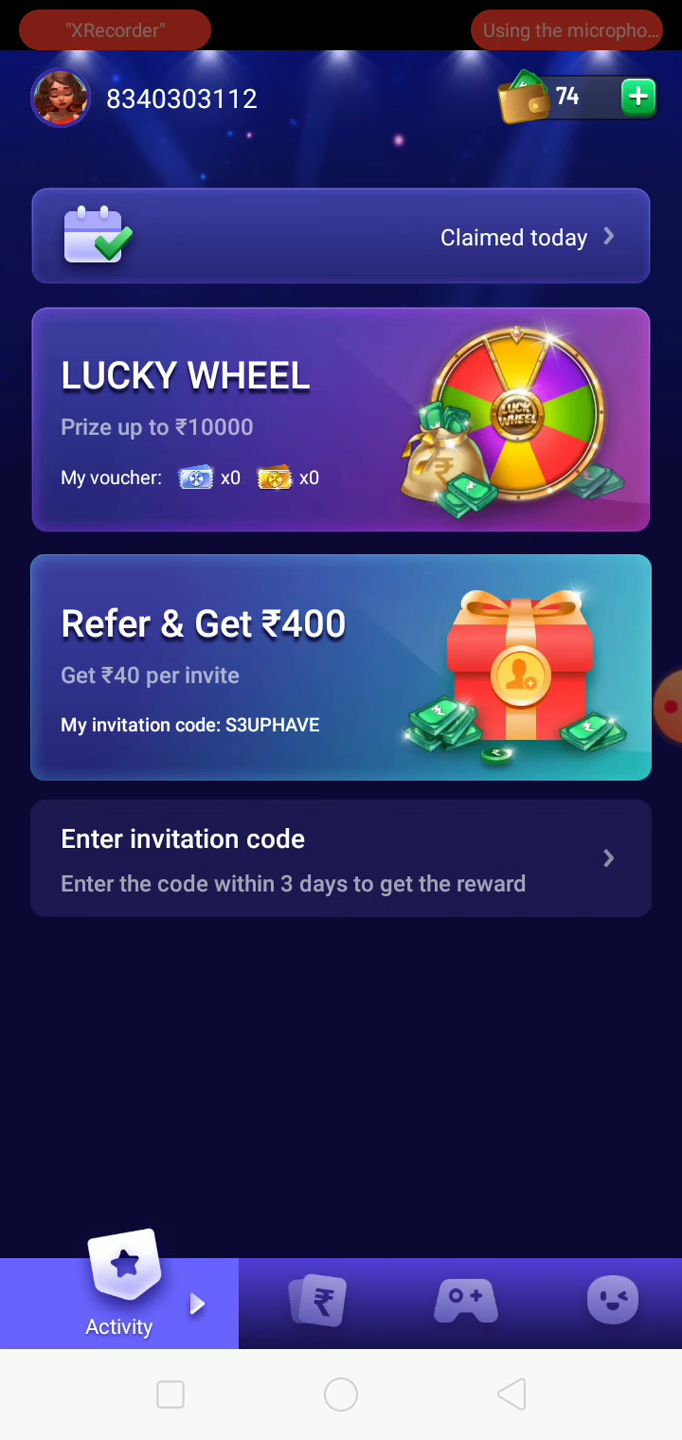 "XRecorder"
Using the micropho...
8340303112
74
Claimed today
LUCKY WHEEL
Prize up to ₹10000
My voucher: x0 x0
LUCKY
WHEEL
Refer & Get ₹400
Get ₹40 per invite
My invitation code: S3UPHAVE
Enter invitation code
Enter the code within 3 days to get the reward
Activity